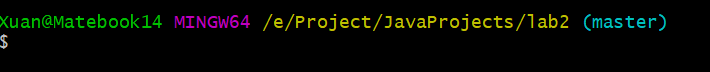 Xuan@Matebook14 MINGW64 /e/Project/JavaProjects/lab2 (master)
$